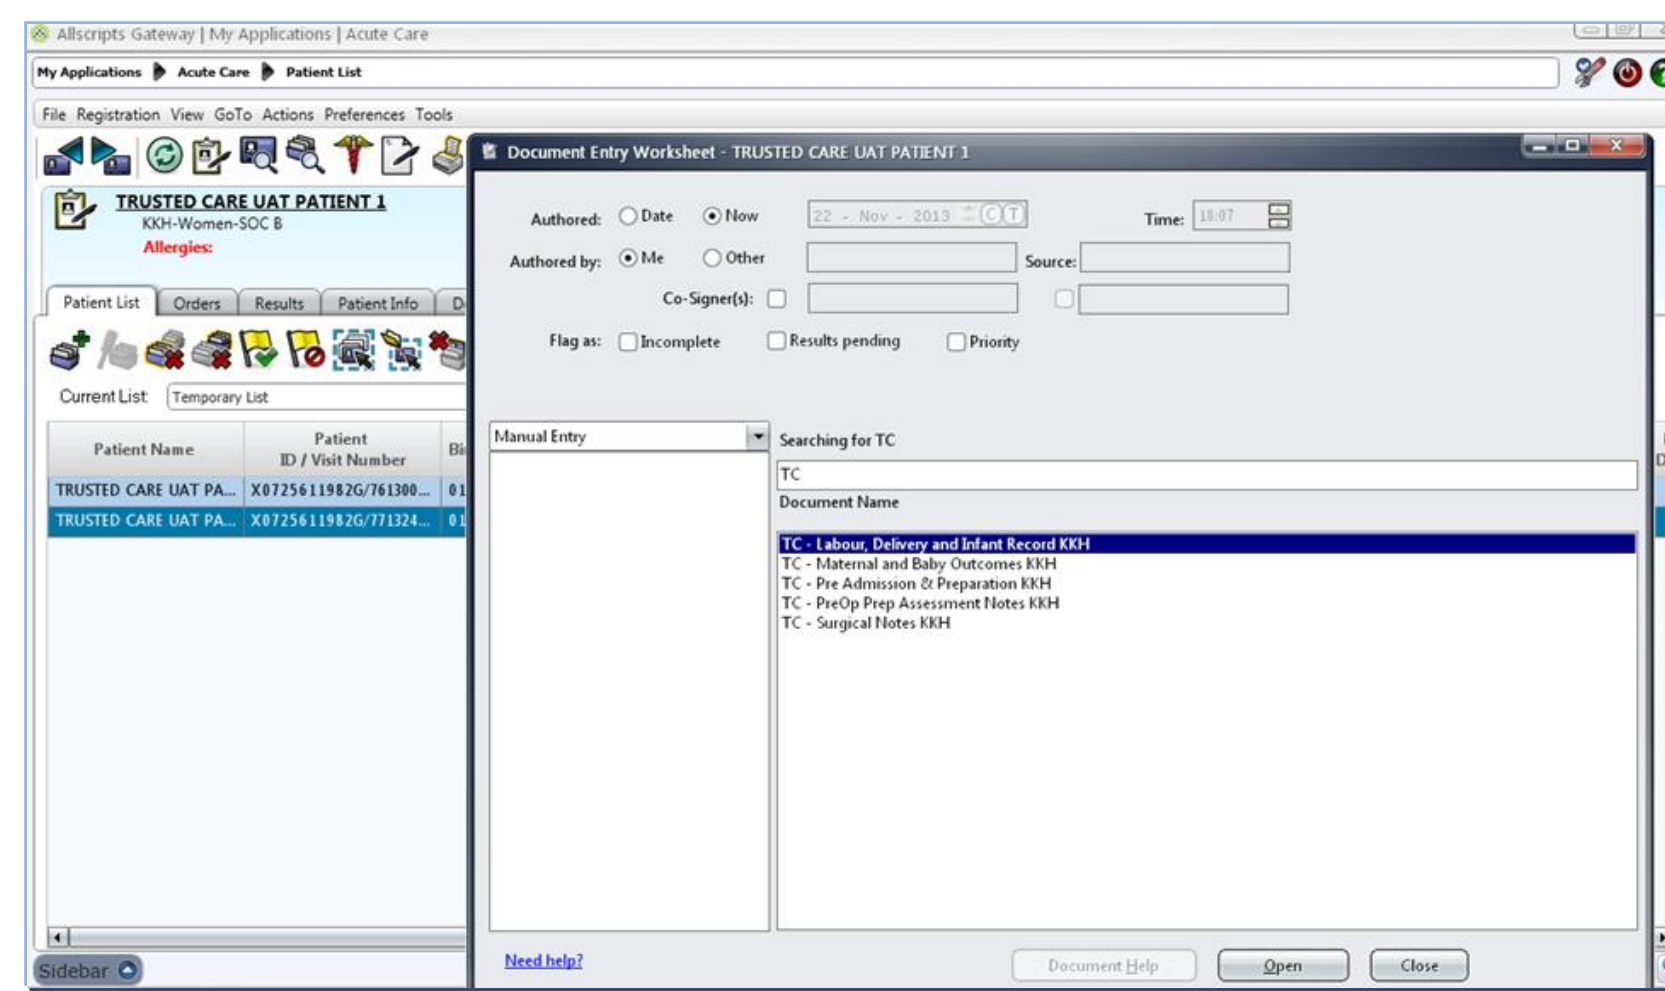 Allscripts Gateway | My Applications | Acute Care
My Applications Acute Care Patient List
File Registration View GoTo Actions Preferences Tools
TRUSTED CARE UAT PATIENT 1
KKH-Women-SOC B
Allergies:
Patient List Orders Results Patient Info
Current List: Temporary List
Patient Name Patient ID / Visit Number
TRUSTED CARE UAT PA... X0725611982G/761300... 01
TRUSTED CARE UAT PA... X0725611982G/771324... 01
Sidebar
Document Entry Worksheet - TRUSTED CARE UAT PATIENT 1
Authored: Date Now 22 - Nov - 2013 C T Time: 18:07
Authored by: Me Other Source:
Co-Signer(s):
Flag as: Incomplete Results pending Priority
Manual Entry
Searching for TC
TC
Document Name
TC - Labour, Delivery and Infant Record KKH
TC - Maternal and Baby Outcomes KKH
TC - Pre Admission & Preparation KKH
TC - PreOp Prep Assessment Notes KKH
TC - Surgical Notes KKH
Need help?
Document Help Open Close